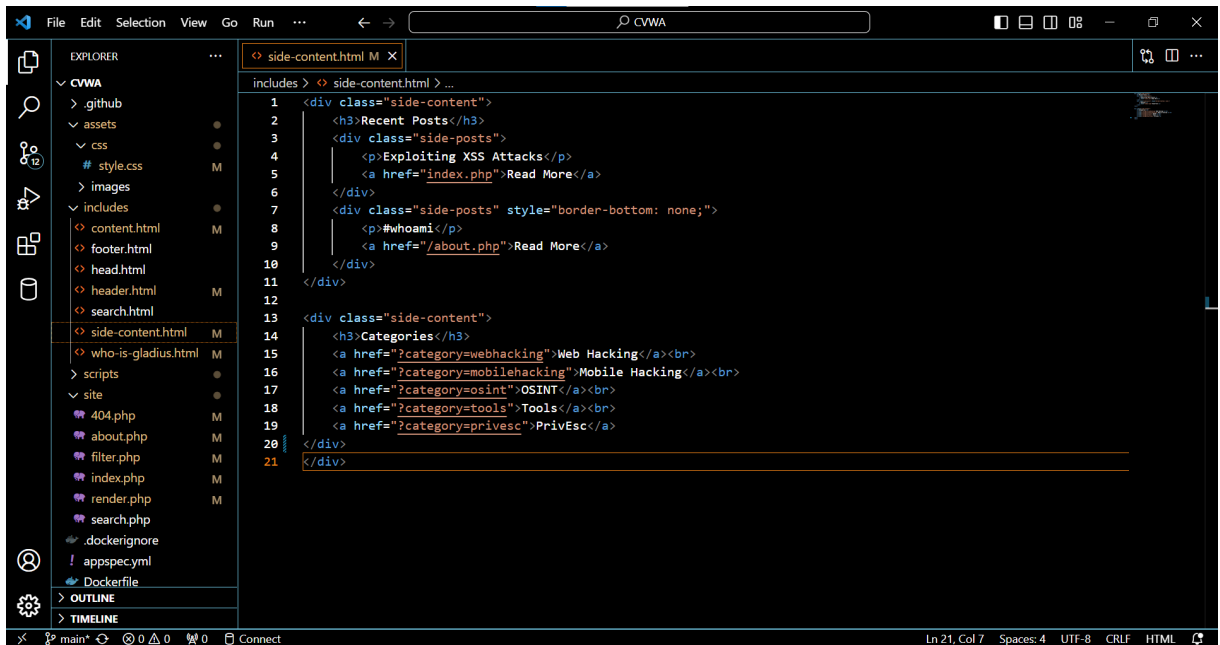 File Edit Selection View Go Run ··· CVWA
EXPLORER ···
CVWA
.github
assets
css
# style.css M
images
includes
<> content.html M
<> footer.html
<> head.html
<> header.html M
<> search.html
<> side-content.html M
<> who-is-gladius.html M
scripts
site
404.php M
about.php M
filter.php M
index.php M
render.php M
search.php
.dockerignore
! appspec.yml
Dockerfile
OUTLINE
TIMELINE
12
<> side-content.html M
includes > <> side-content.html > ...
1 <div class="side-content">
2 <h3>Recent Posts</h3>
3 <div class="side-posts">
4 <p>Exploiting XSS Attacks</p>
5 <a href="index.php">Read More</a>
6 </div>
7 <div class="side-posts" style="border-bottom: none;">
8 <p>#whoami</p>
9 <a href="/about.php">Read More</a>
10 </div>
11 </div>
12
13 <div class="side-content">
14 <h3>Categories</h3>
15 <a href="?category=webhacking">Web Hacking</a><br>
16 <a href="?category=mobilehacking">Mobile Hacking</a><br>
17 <a href="?category=osint">OSINT</a><br>
18 <a href="?category=tools">Tools</a><br>
19 <a href="?category=privesc">PrivEsc</a>
20 </div>
21 </div>
main* 0 0 0 Connect Ln 21, Col 7 Spaces: 4 UTF-8 CRLF HTML